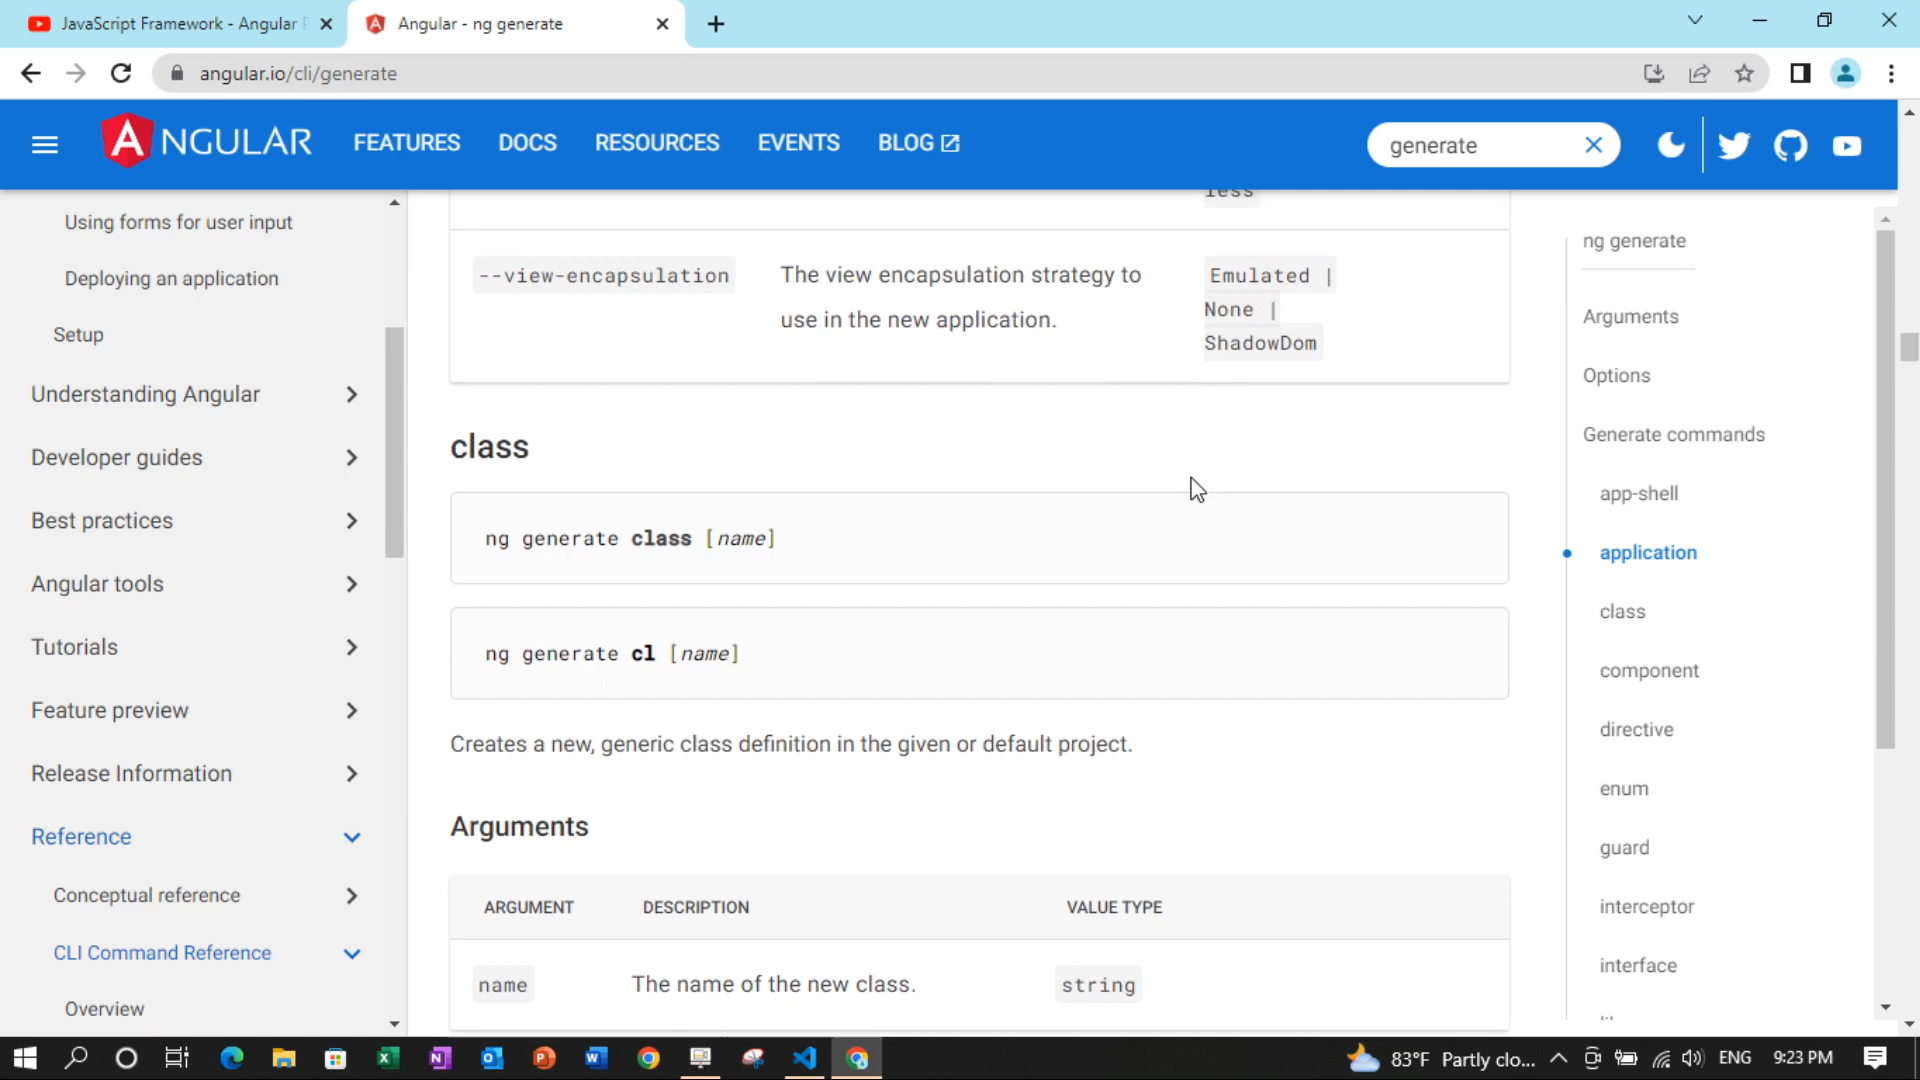 JavaScript Framework - Angular
Angular - ng generate
angular.io/cli/generate
ANGULAR
FEATURES
DOCS
RESOURCES
EVENTS
BLOG
generate
Using forms for user input
Deploying an application
Setup
Understanding Angular
Developer guides
Best practices
Angular tools
Tutorials
Feature preview
Release Information
Reference
Conceptual reference
CLI Command Reference
Overview
less
--view-encapsulation
The view encapsulation strategy to
use in the new application.
Emulated |
None |
ShadowDom
class
ng generate class [name]
ng generate cl [name]
Creates a new, generic class definition in the given or default project.
Arguments
ARGUMENT DESCRIPTION VALUE TYPE
name The name of the new class. string
ng generate
Arguments
Options
Generate commands
app-shell
application
class
component
directive
enum
guard
interceptor
interface
83°F Partly clo...
ENG
9:23 PM